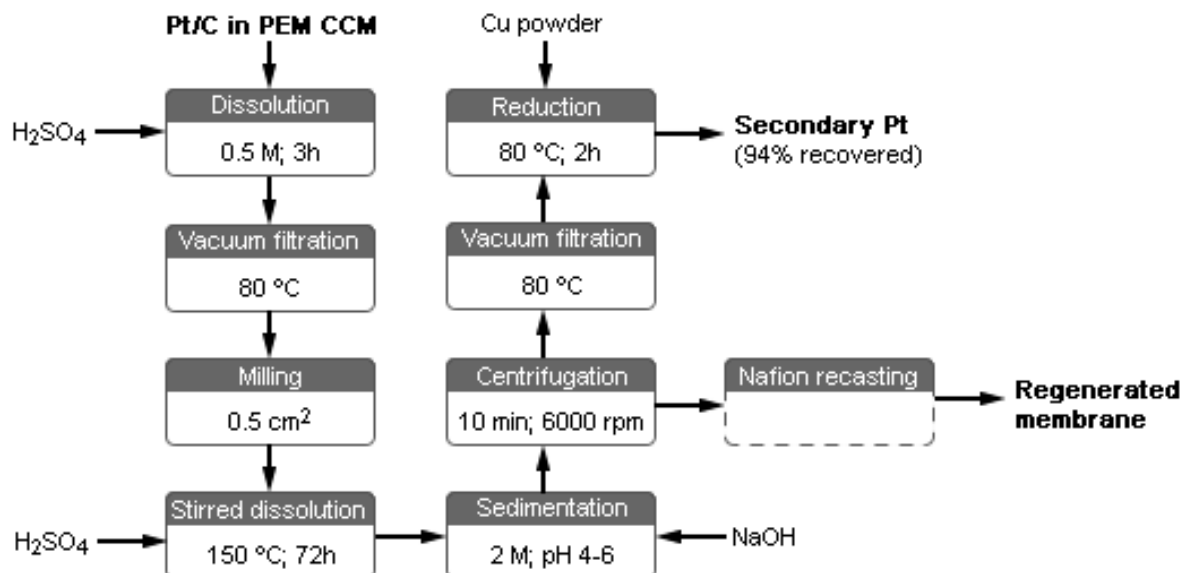 Pt/C in PEM CCM
Cu powder
Dissolution
H₂SO₄
0.5 M; 3h
Reduction
80 °C; 2h
Secondary Pt
(94% recovered)
Vacuum filtration
80 °C
Vacuum filtration
80 °C
Milling
0.5 cm²
Centrifugation
10 min; 6000 rpm
Nafion recasting
Regenerated
membrane
Stirred dissolution
H₂SO₄
150 °C; 72h
Sedimentation
2 M; pH 4-6
NaOH